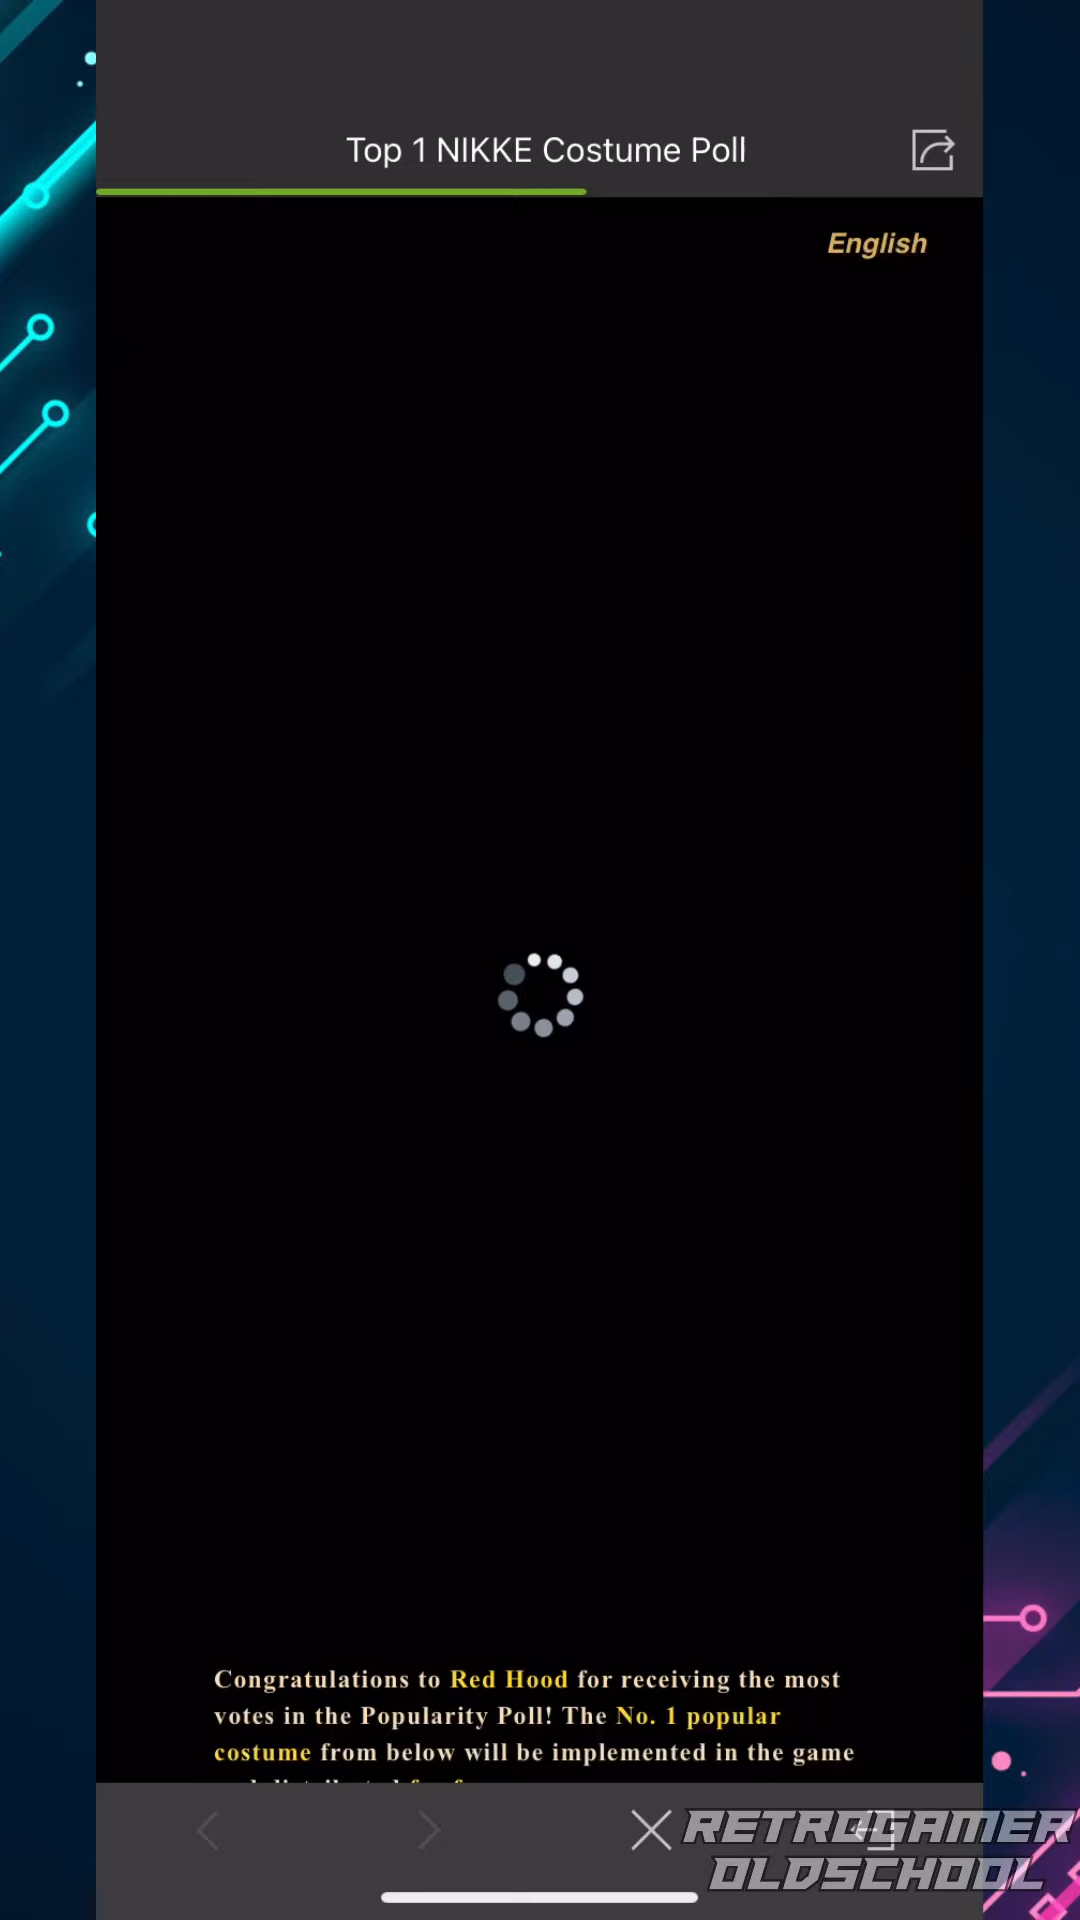 Top 1 NIKKE Costume Poll
English
Congratulations to Red Hood for receiving the most
votes in the Popularity Poll! The No. 1 popular
costume from below will be implemented in the game
RETROGAMER
OLDSCHOOL